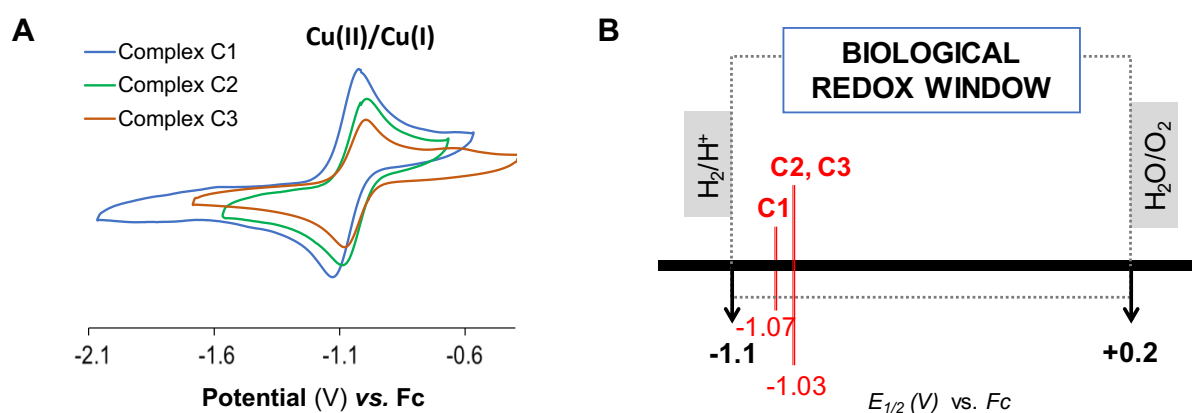 A
Cu(II)/Cu(I)
Complex C1
Complex C2
Complex C3
-2.1
-1.6
-1.1
-0.6
Potential (V) vs. Fc
B
BIOLOGICAL
REDOX WINDOW
H2/H+
H2O/O2
C2, C3
C1
-1.07
-1.1
+0.2
-1.03
E1/2 (V) vs. Fc